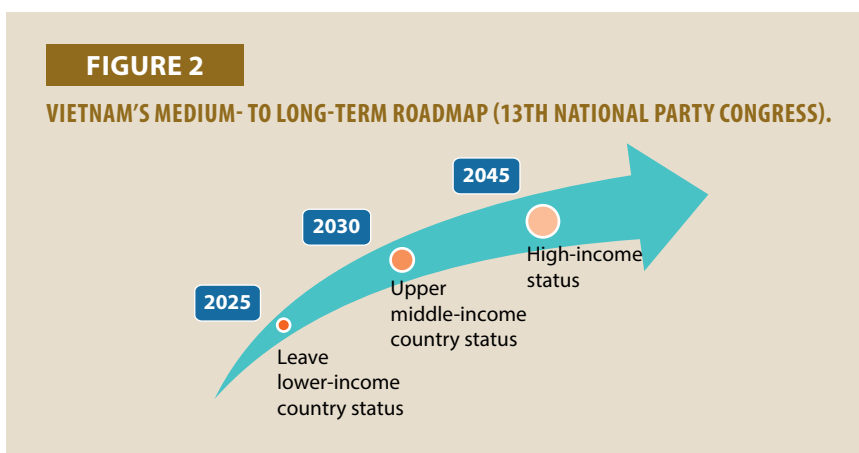 FIGURE 2
VIETNAM'S MEDIUM- TO LONG-TERM ROADMAP (13TH NATIONAL PARTY CONGRESS).
2025
Leave
lower-income
country status
2030
Upper
middle-income
country status
2045
High-income
status